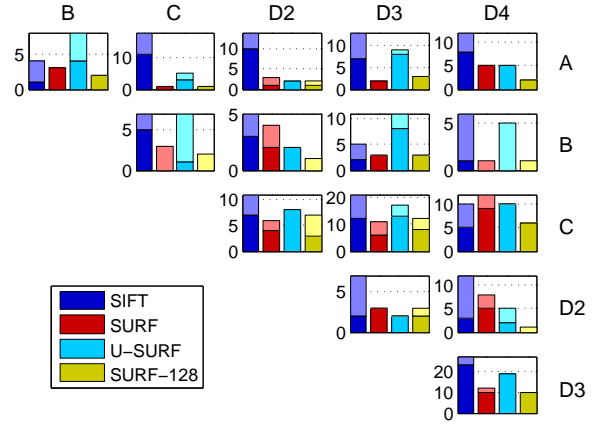 B C D2 D3 D4
5 10 10 10 10 A
0 0 0 0 0
5 5 10 5 B
5
0 0 0 0
10 10 20 10 C
5 5 10 5
0 0 0
5 10 D2
5
0 0
SIFT
SURF
U-SURF
SURF-128
20 D3
10
0